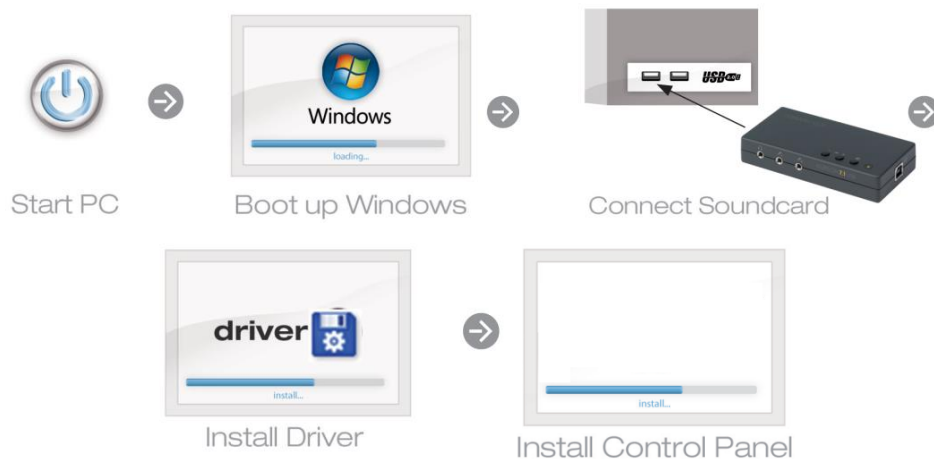 Windows
loading...
USB
Start PC
Boot up Windows
Connect Soundcard
driver
install...
install...
Install Driver
Install Control Panel